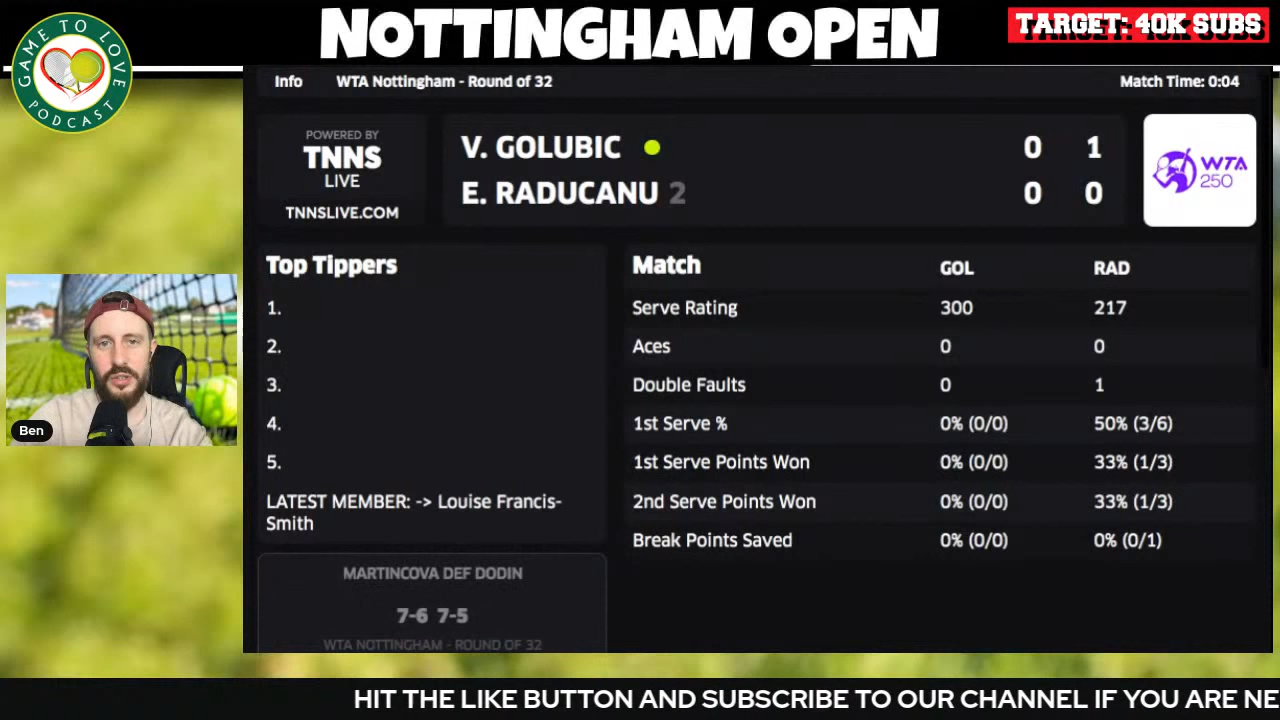 GAME TO LOVE
PODCAST
NOTTINGHAM OPEN
TARGET: 40K SUBS
Info
WTA Nottingham - Round of 32
Match Time: 0:04
POWERED BY
TNNS
LIVE
TNNSLIVE.COM
V. GOLUBIC 0 1
E. RADUCANU 2 0 0
WTA
250
Top Tippers
1.
2.
3.
4.
5.
LATEST MEMBER: -> Louise Francis-
Smith
MARTINCOVA DEF DODIN
7-6 7-5
WTA NOTTINGHAM - ROUND OF 32
Match GOL RAD
Serve Rating 300 217
Aces 0 0
Double Faults 0 1
1st Serve % 0% (0/0) 50% (3/6)
1st Serve Points Won 0% (0/0) 33% (1/3)
2nd Serve Points Won 0% (0/0) 33% (1/3)
Break Points Saved 0% (0/0) 0% (0/1)
Ben
HIT THE LIKE BUTTON AND SUBSCRIBE TO OUR CHANNEL IF YOU ARE NE